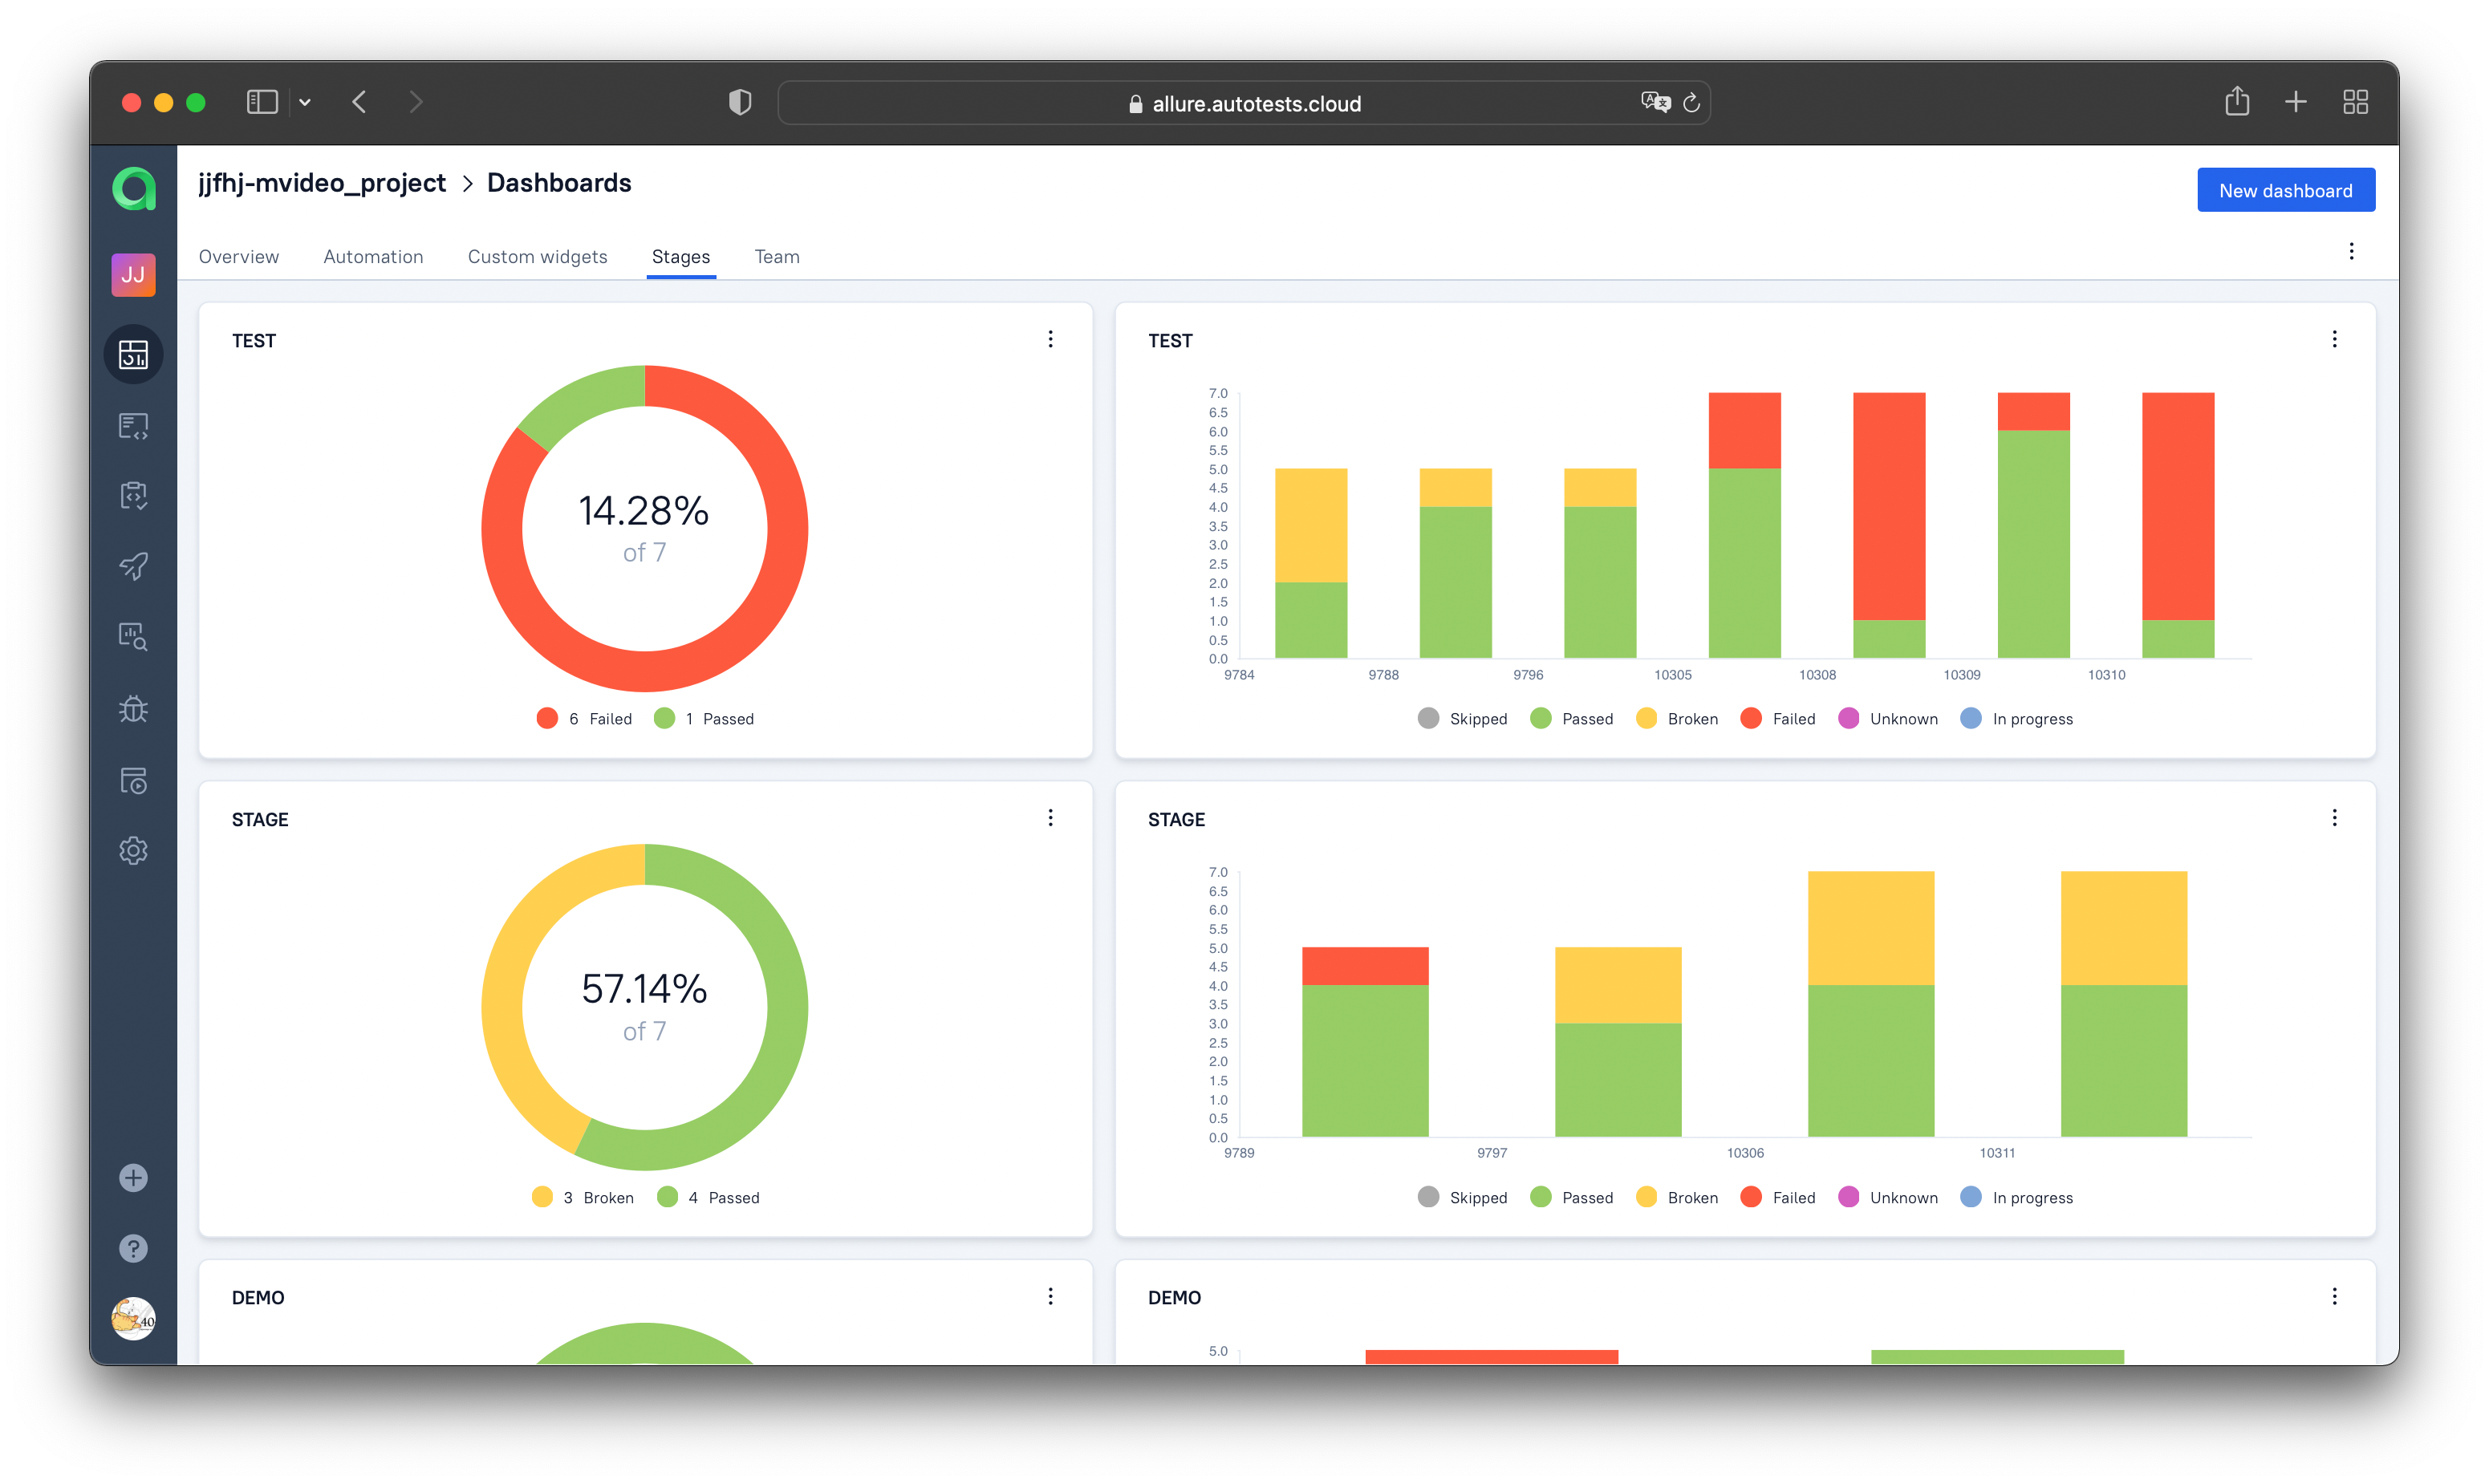 allure.autotests.cloud
jjfhj-mvideo_project > Dashboards
New dashboard
JJ
Overview Automation Custom widgets Stages Team
TEST
14.28%
of 7
6 Failed 1 Passed
TEST
7.0
6.5
6.0
5.5
5.0
4.5
4.0
3.5
3.0
2.5
2.0
1.5
1.0
0.5
0.0
9784 9788 9796 10305 10308 10309 10310
Skipped Passed Broken Failed Unknown In progress
STAGE
57.14%
of 7
3 Broken 4 Passed
STAGE
7.0
6.5
6.0
5.5
5.0
4.5
4.0
3.5
3.0
2.5
2.0
1.5
1.0
0.5
0.0
9789 9797 10306 10311
Skipped Passed Broken Failed Unknown In progress
DEMO
DEMO
5.0
40